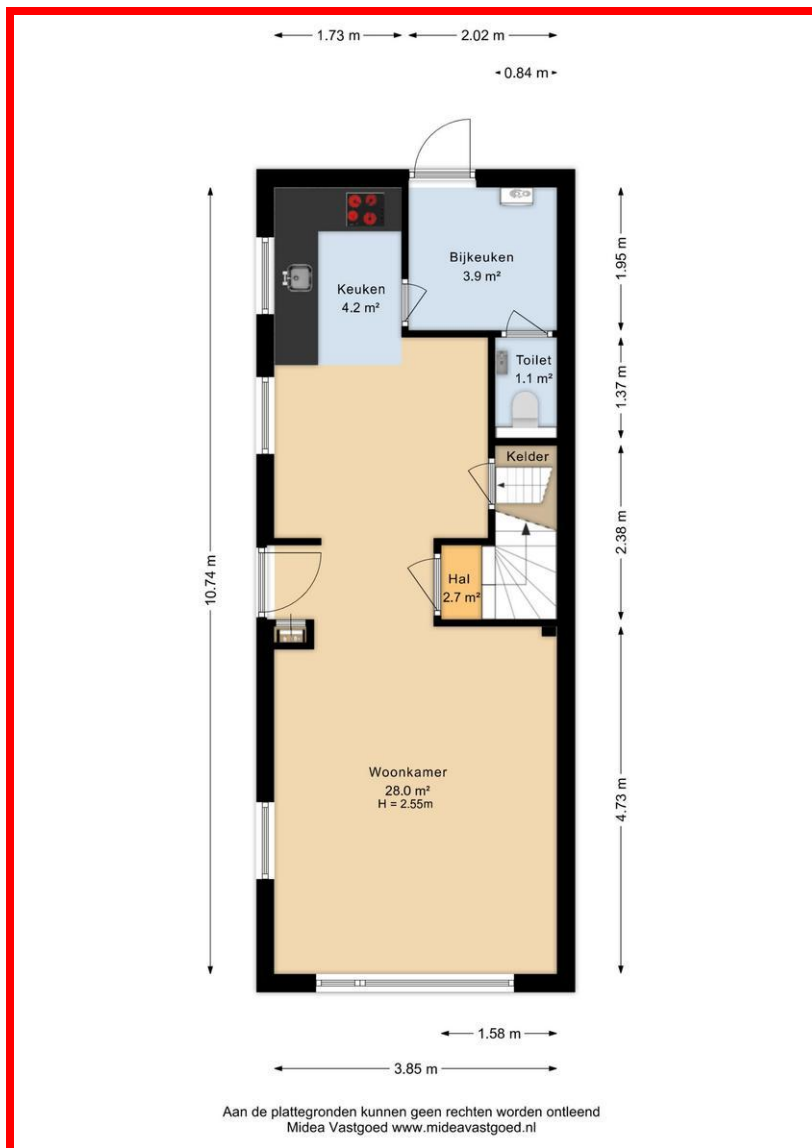 1.73 m
2.02 m
0.84 m
Bijkeuken
3.9 m²
1.95 m
Keuken
4.2 m²
Toilet
1.1 m²
1.37 m
Kelder
2.38 m
10.74 m
Hal
2.7 m²
Woonkamer
28.0 m²
H = 2.55m
4.73 m
1.58 m
3.85 m
Aan de plattegronden kunnen geen rechten worden ontleend
Midea Vastgoed www.mideavastgoed.nl